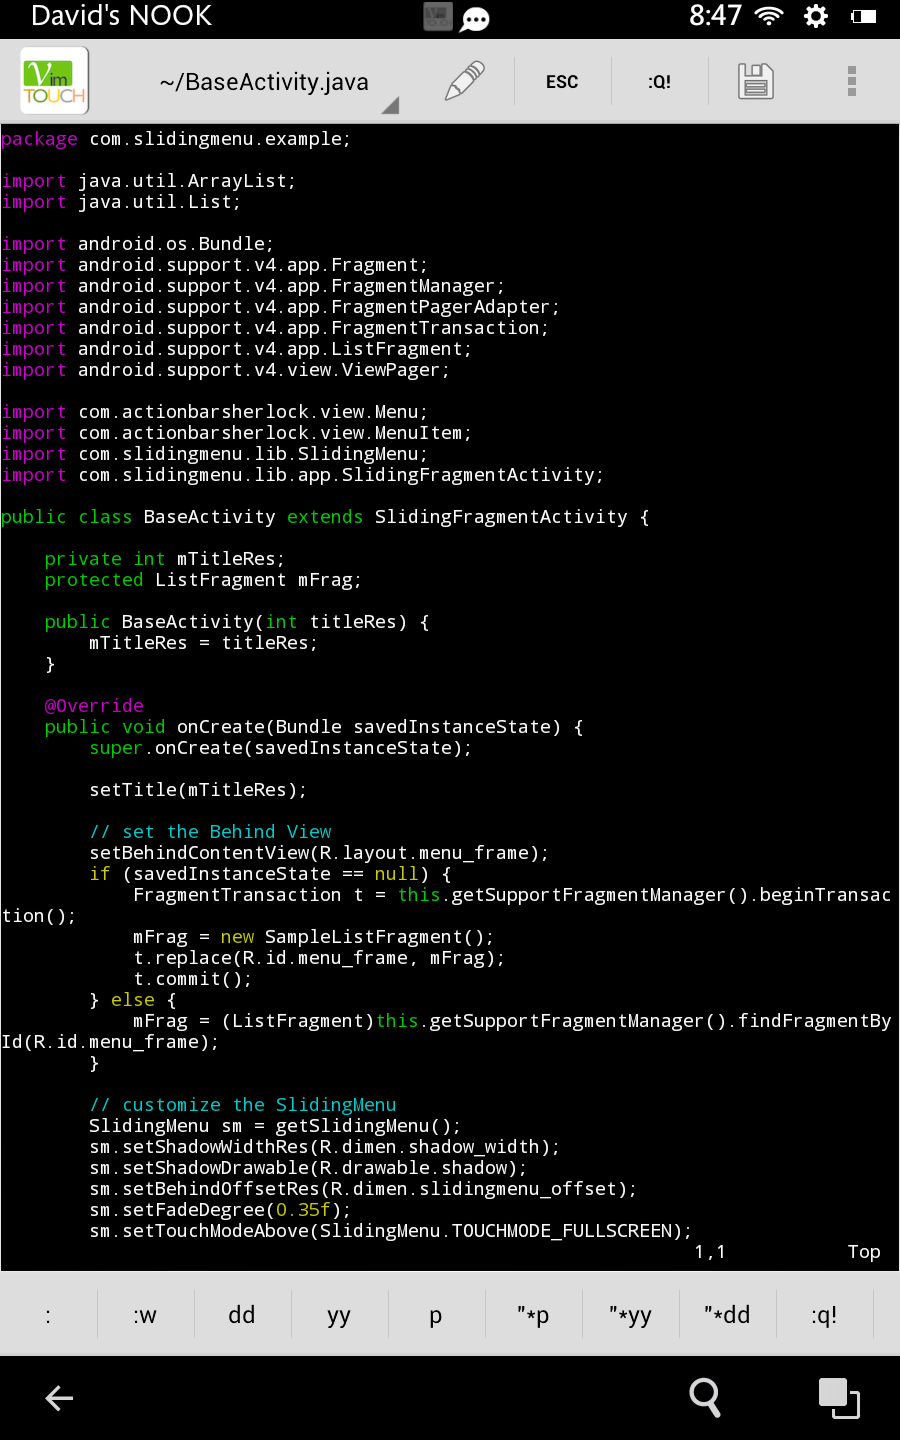 David's NOOK 8:47
Vim TOUCH ~/BaseActivity.java ESC :Q!
package com.slidingmenu.example;
import java.util.ArrayList;
import java.util.List;
import android.os.Bundle;
import android.support.v4.app.Fragment;
import android.support.v4.app.FragmentManager;
import android.support.v4.app.FragmentPagerAdapter;
import android.support.v4.app.FragmentTransaction;
import android.support.v4.app.ListFragment;
import android.support.v4.view.ViewPager;
import com.actionbarsherlock.view.Menu;
import com.actionbarsherlock.view.MenuItem;
import com.slidingmenu.lib.SlidingMenu;
import com.slidingmenu.lib.app.SlidingFragmentActivity;
public class BaseActivity extends SlidingFragmentActivity {
    private int mTitleRes;
    protected ListFragment mFrag;
    public BaseActivity(int titleRes) {
        mTitleRes = titleRes;
    }
    @Override
    public void onCreate(Bundle savedInstanceState) {
        super.onCreate(savedInstanceState);
        setTitle(mTitleRes);
        // set the Behind View
        setBehindContentView(R.layout.menu_frame);
        if (savedInstanceState == null) {
            FragmentTransaction t = this.getSupportFragmentManager().beginTransac
tion();
            mFrag = new SampleListFragment();
            t.replace(R.id.menu_frame, mFrag);
            t.commit();
        } else {
            mFrag = (ListFragment)this.getSupportFragmentManager().findFragmentBy
Id(R.id.menu_frame);
        }
        // customize the SlidingMenu
        SlidingMenu sm = getSlidingMenu();
        sm.setShadowWidthRes(R.dimen.shadow_width);
        sm.setShadowDrawable(R.drawable.shadow);
        sm.setBehindOffsetRes(R.dimen.slidingmenu_offset);
        sm.setFadeDegree(0.35f);
        sm.setTouchModeAbove(SlidingMenu.TOUCHMODE_FULLSCREEN);
1,1 Top
: :w dd yy p "*p "*yy "*dd :q!